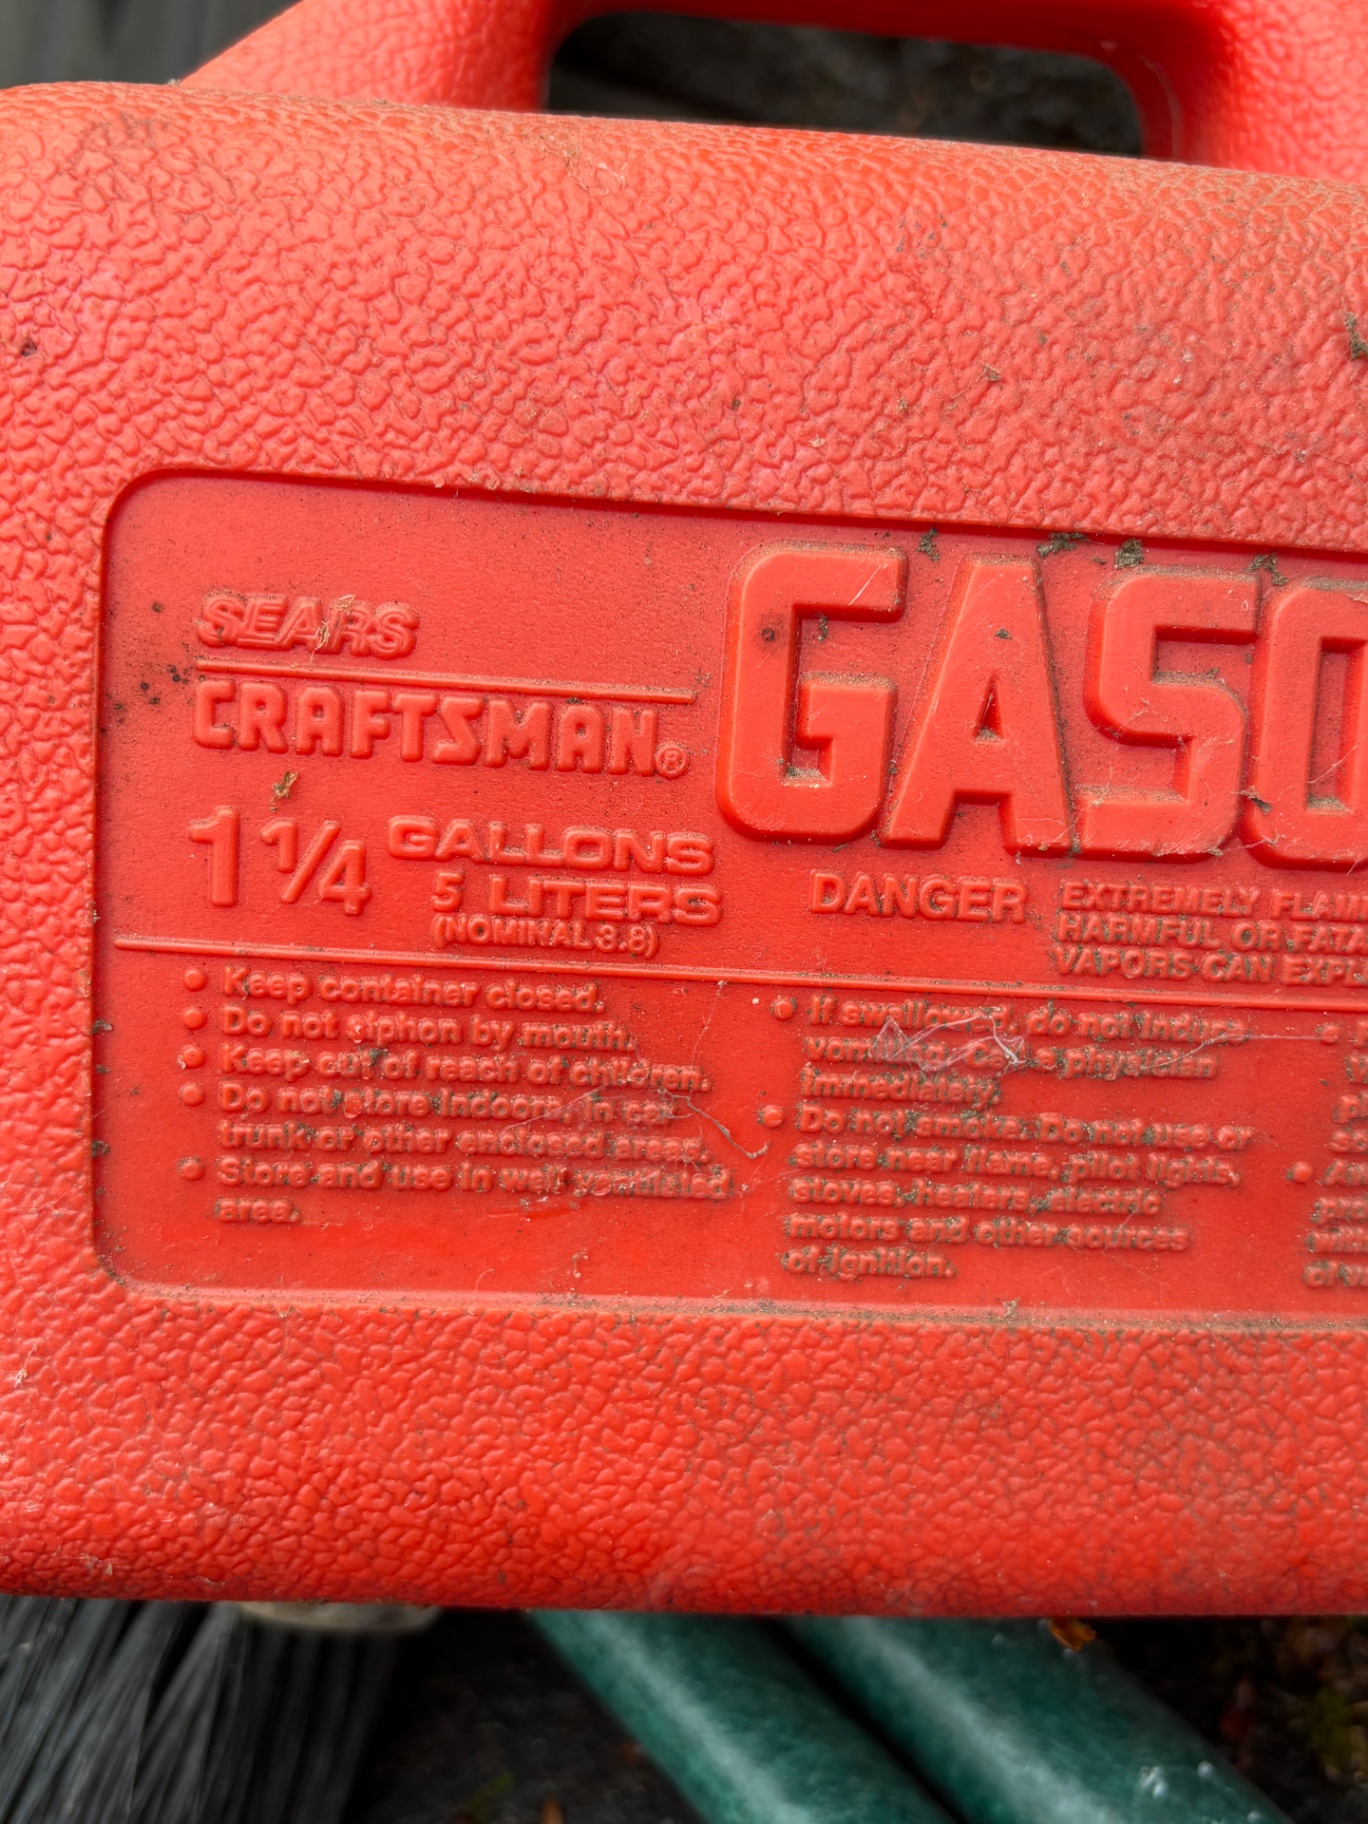 SEARS
CRAFTSMAN®
1 1/4 GALLONS
5 LITERS
(NOMINAL 3.8)
GASO
DANGER
EXTREMELY FLAM
HARMFUL OR FATA
VAPORS CAN EXPL
• Keep container closed.
• Do not siphon by mouth.
• Keep out of reach of children.
• Do not store indoors, in car
trunk or other enclosed areas.
• Store and use in well ventilated
area.
• If swallowed, do not induce
vomiting, call a physician
immediately.
• Do not smoke. Do not use or
store near flame, pilot lights,
stoves, heaters, electric
motors and other sources
of ignition.